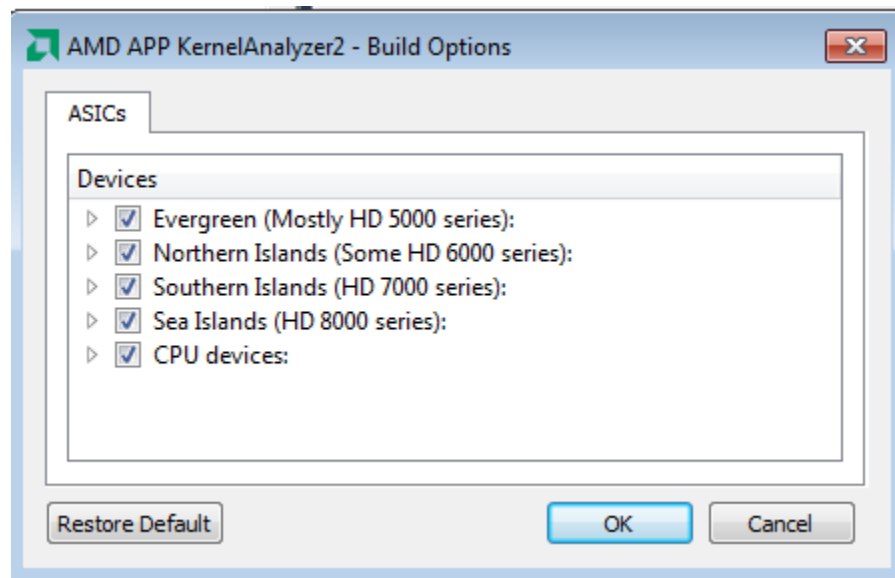 AMD APP KernelAnalyzer2 - Build Options
ASICs
Devices
Evergreen (Mostly HD 5000 series):
Northern Islands (Some HD 6000 series):
Southern Islands (HD 7000 series):
Sea Islands (HD 8000 series):
CPU devices:
Restore Default OK Cancel